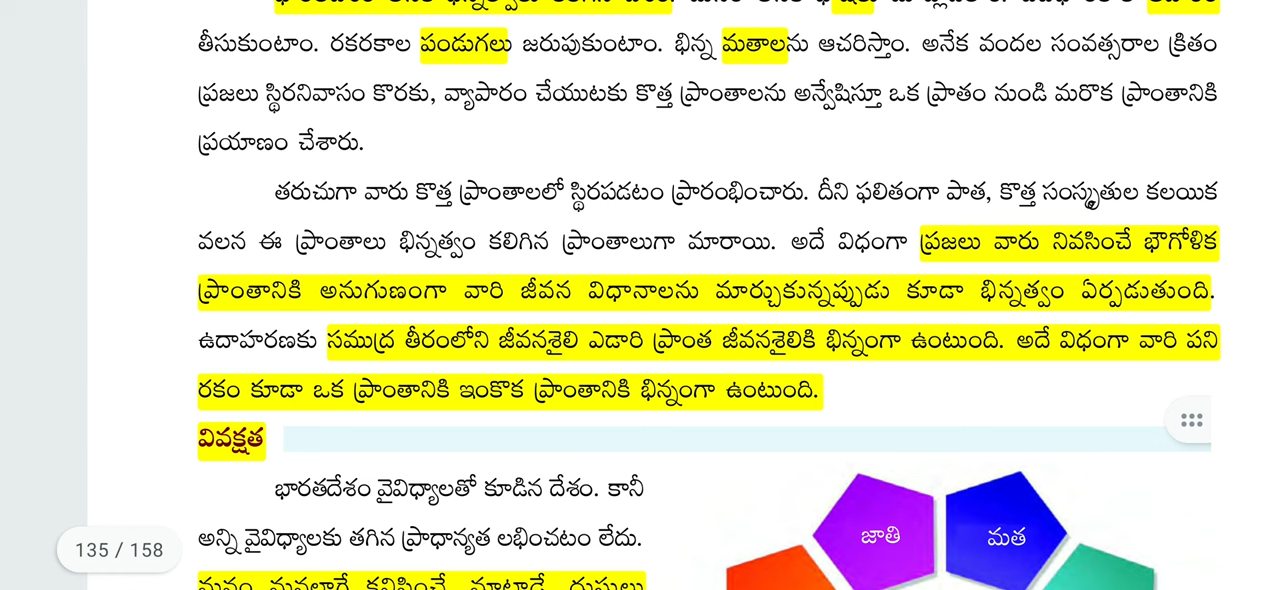 తీసుకుంటాం. రకరకాల పండుగలు జరుపుకుంటాం. భిన్న మతాలను ఆచరిస్తాం. అనేక వందల సంవత్సరాల క్రితం
ప్రజలు స్థిరనివాసం కొరకు, వ్యాపారం చేయుటకు కొత్త ప్రాంతాలను అన్వేషిస్తూ ఒక ప్రాతం నుండి మరొక ప్రాంతానికి
ప్రయాణం చేశారు.
తరుచుగా వారు కొత్త ప్రాంతాలలో స్థిరపడటం ప్రారంభించారు. దీని ఫలితంగా పాత, కొత్త సంస్కృతుల కలయిక
వలన ఈ ప్రాంతాలు భిన్నత్వం కలిగిన ప్రాంతాలుగా మారాయి. అదే విధంగా ప్రజలు వారు నివసించే భౌగోళిక
ప్రాంతానికి అనుగుణంగా వారి జీవన విధానాలను మార్చుకున్నప్పుడు కూడా భిన్నత్వం ఏర్పడుతుంది.
ఉదాహరణకు సముద్ర తీరంలోని జీవనశైలి ఎడారి ప్రాంత జీవనశైలికి భిన్నంగా ఉంటుంది. అదే విధంగా వారి పని
రకం కూడా ఒక ప్రాంతానికి ఇంకొక ప్రాంతానికి భిన్నంగా ఉంటుంది.
వివక్షత
భారతదేశం వైవిధ్యాలతో కూడిన దేశం. కానీ
అన్ని వైవిధ్యాలకు తగిన ప్రాధాన్యత లభించటం లేదు.
జాతి
మత
135 / 158